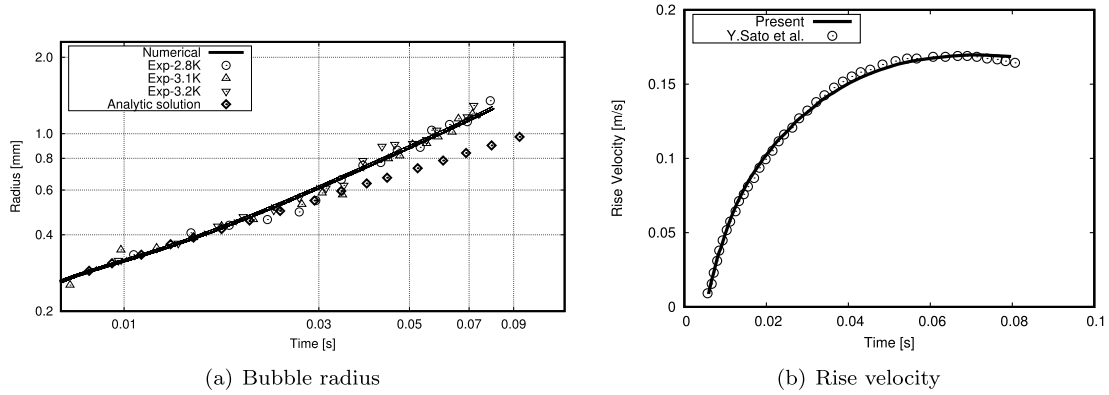 2.0
1.0
0.8
0.6
0.4
0.2
Radius [mm]
Numerical
Exp-2.8K
Exp-3.1K
Exp-3.2K
Analytic solution
0.01 0.03 0.05 0.07 0.09
Time [s]
(a) Bubble radius
0.2
0.15
0.1
0.05
0
Rise Velocity [m/s]
Present
Y.Sato et al.
0 0.02 0.04 0.06 0.08 0.1
Time [s]
(b) Rise velocity